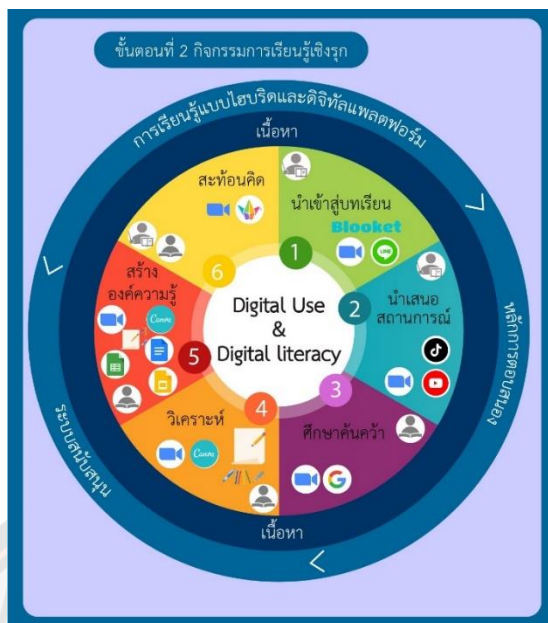 ขั้นตอนที่ 2 กิจกรรมการเรียนรู้เชิงรุก
การเรียนรู้แบบไฮบริดและดิจิทัลแพลตฟอร์ม
เนื้อหา
นำเข้าสู่บทเรียน
Blooket
LINE
1
นำเสนอ
สถานการณ์
2
ศึกษาค้นคว้า
3
วิเคราะห์
Canva
4
สร้าง
องค์ความรู้
Canva
5
สะท้อนคิด
6
Digital Use
&
Digital literacy
เนื้อหา
หลักการตอบสนอง
ระบบสนับสนุน